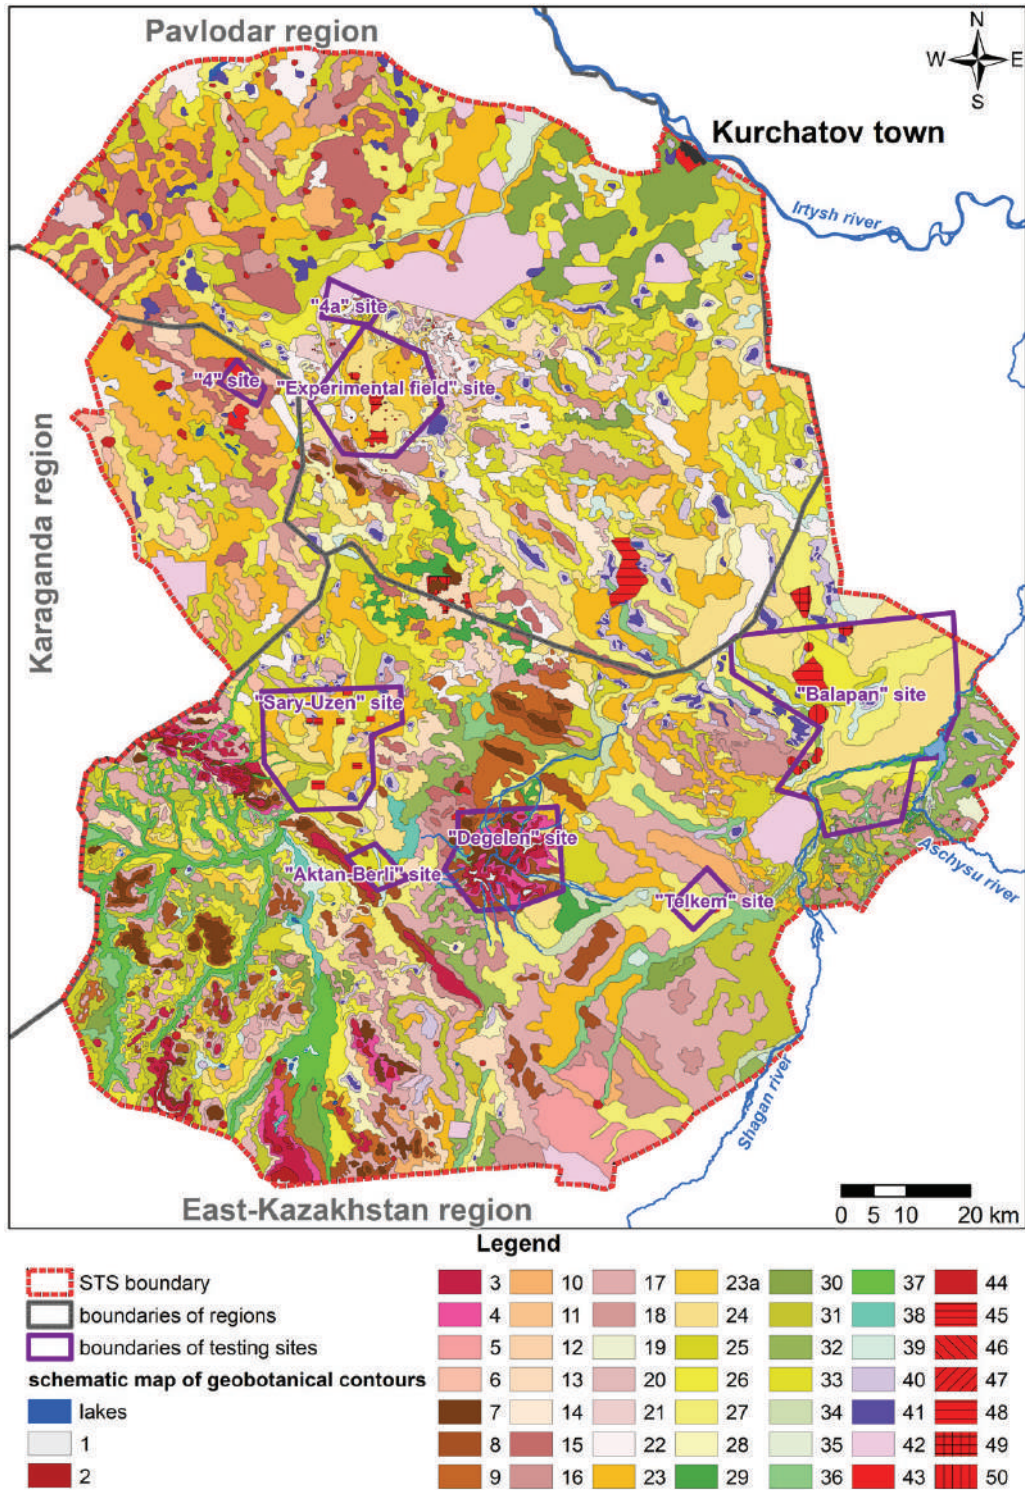 Pavlodar region
N
W E
S
Kurchatov town
Irtysh river
"4a" site
"4" site
"Experimental field" site
Karaganda region
"Balapan" site
"Sary-Uzen" site
"Degelen" site
"Aktan-Berli" site
"Telkem" site
Aschysu river
Shagan river
East-Kazakhstan region
0 5 10 20 km
Legend
STS boundary
boundaries of regions
boundaries of testing sites
schematic map of geobotanical contours
lakes
1
2
3 10 17 23a 30 37 44
4 11 18 24 31 38 45
5 12 19 25 32 39 46
6 13 20 26 33 40 47
7 14 21 27 34 41 48
8 15 22 28 35 42 49
9 16 23 29 36 43 50